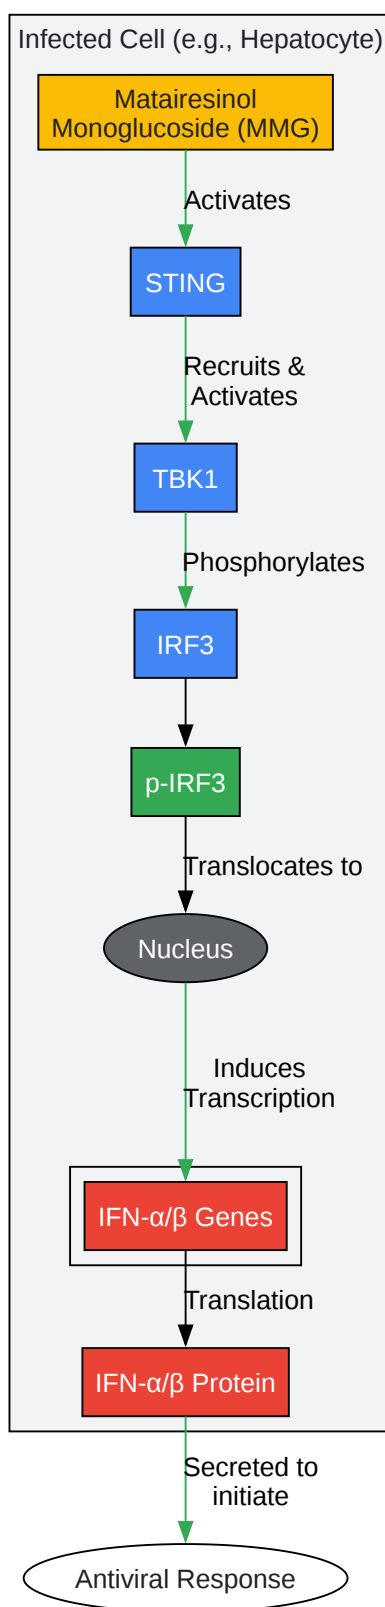 Infected Cell (e.g., Hepatocyte)
Matairesinol
Monoglucoside (MMG)
Activates
STING
Recruits &
Activates
TBK1
Phosphorylates
IRF3
p-IRF3
Translocates to
Nucleus
Induces
Transcription
IFN-α/β Genes
Translation
IFN-α/β Protein
Secreted to
initiate
Antiviral Response